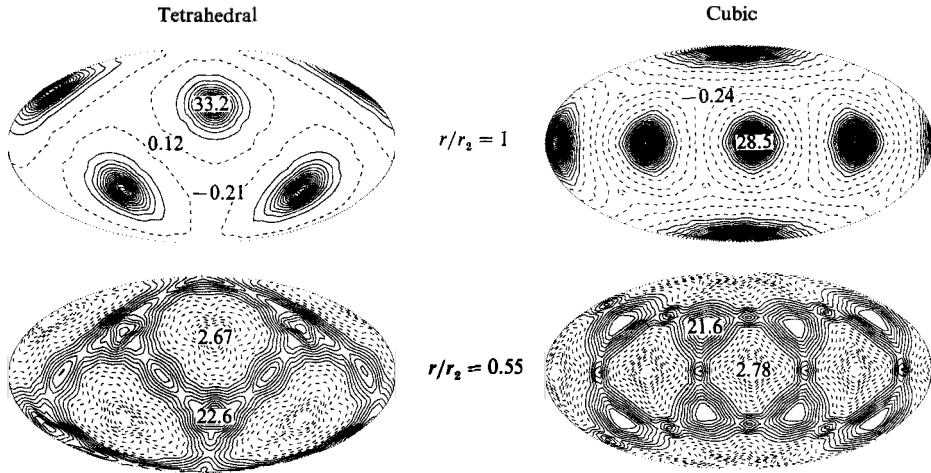 Tetrahedral
Cubic
33.2
0.12
−0.21
r/r₂ = 1
−0.24
28.5
2.67
22.6
r/r₂ = 0.55
21.6
2.78